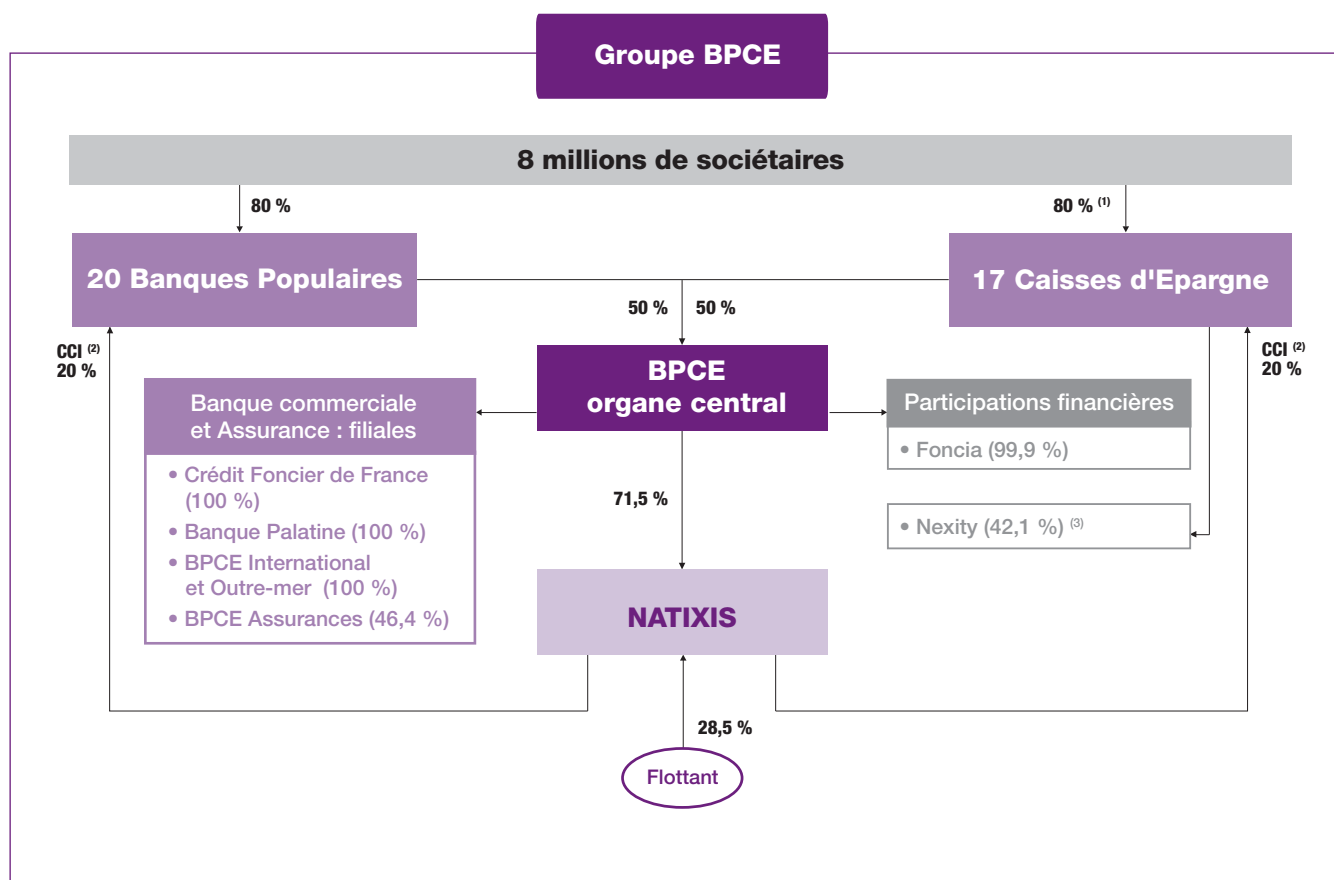 Groupe BPCE
8 millions de sociétaires
80 %
80 % (1)
20 Banques Populaires
17 Caisses d'Epargne
50 %
50 %
CCI (2)
20 %
CCI (2)
20 %
BPCE
organe central
Banque commerciale
et Assurance : filiales
• Crédit Foncier de France
(100 %)
• Banque Palatine (100 %)
• BPCE International
et Outre-mer (100 %)
• BPCE Assurances (46,4 %)
Participations financières
• Foncia (99,9 %)
• Nexity (42,1 %) (3)
71,5 %
NATIXIS
28,5 %
Flottant